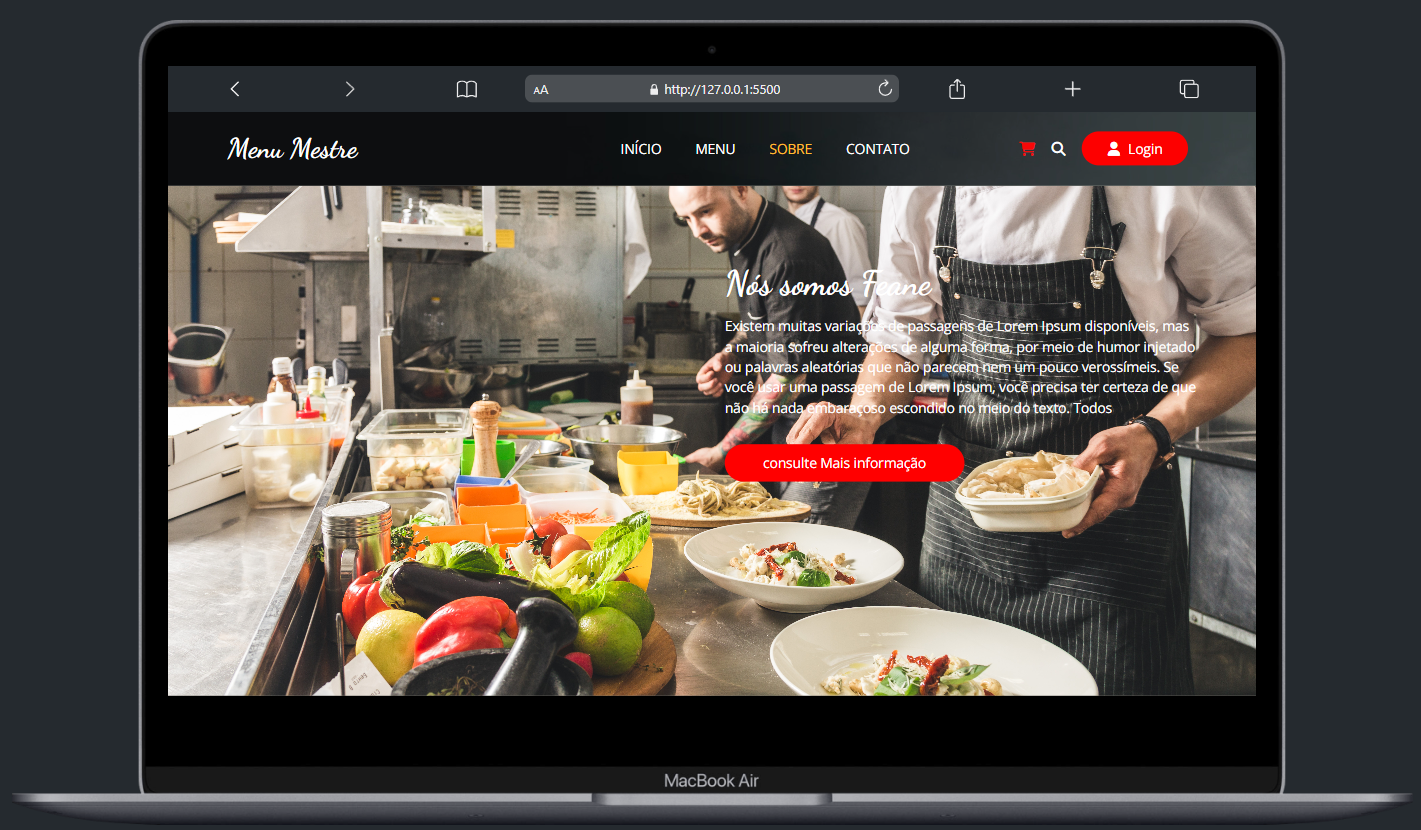 AA http://127.0.0.1:5500
Menu Mestre INÍCIO MENU SOBRE CONTATO Login
Nós somos Feane
Existem muitas variações de passagens de Lorem Ipsum disponíveis, mas
a maioria sofreu alterações de alguma forma, por meio de humor injetado
ou palavras aleatórias que não parecem nem um pouco verossímeis. Se
você usar uma passagem de Lorem Ipsum, você precisa ter certeza de que
não há nada embaraçoso escondido no meio do texto. Todos
consulte Mais informação
MacBook Air